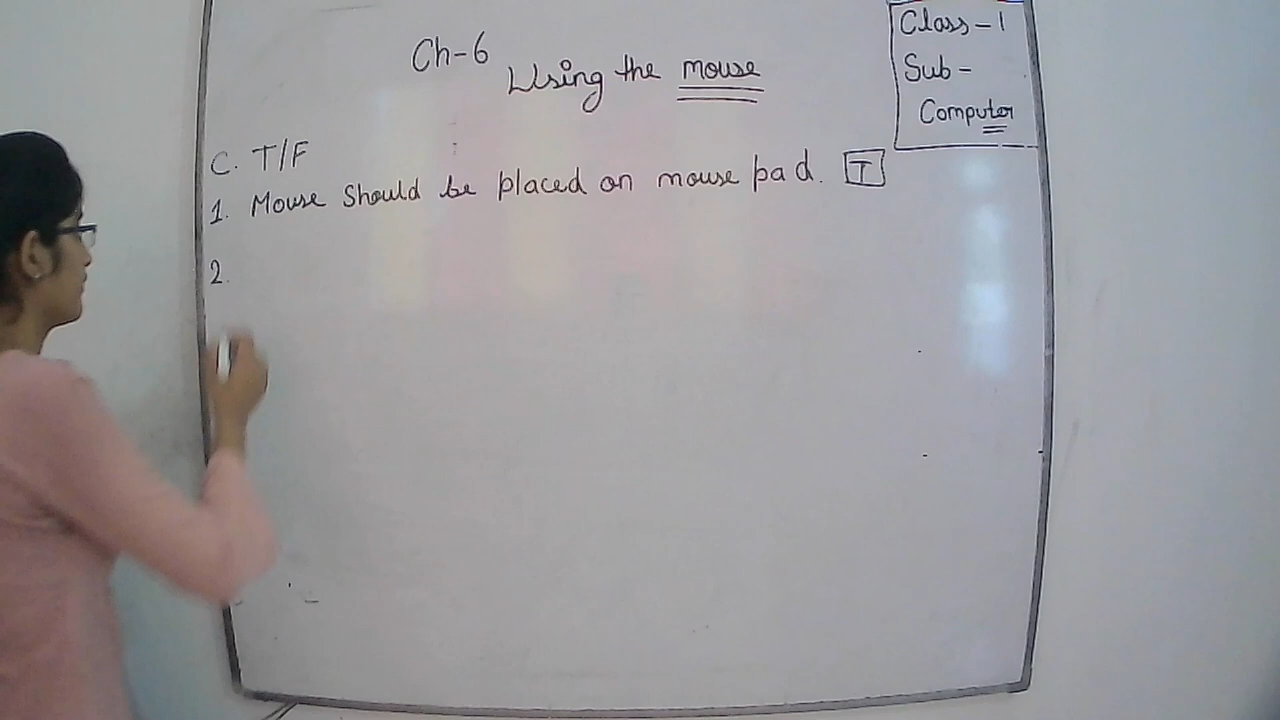 Ch-6
Using the mouse
Class-1
Sub-
Computer
C. T/F
1. Mouse should be placed on mouse pad. T
2.